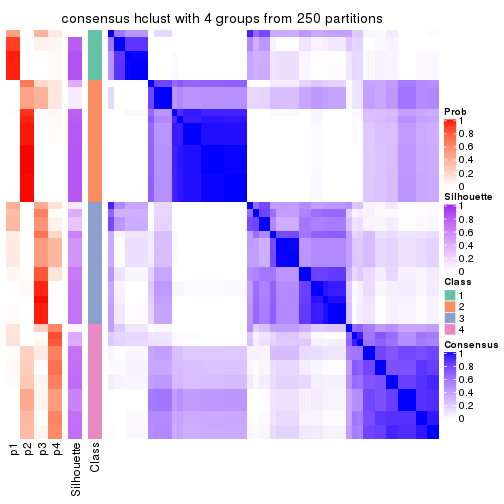 consensus hclust with 4 groups from 250 partitions
Prob
1
0.8
0.6
0.4
0.2
0
Silhouette
1
0.8
0.6
0.4
0.2
0
Class
1
2
3
4
Consensus
1
0.8
0.6
0.4
0.2
0
p1
p2
p3
p4
Silhouette
Class